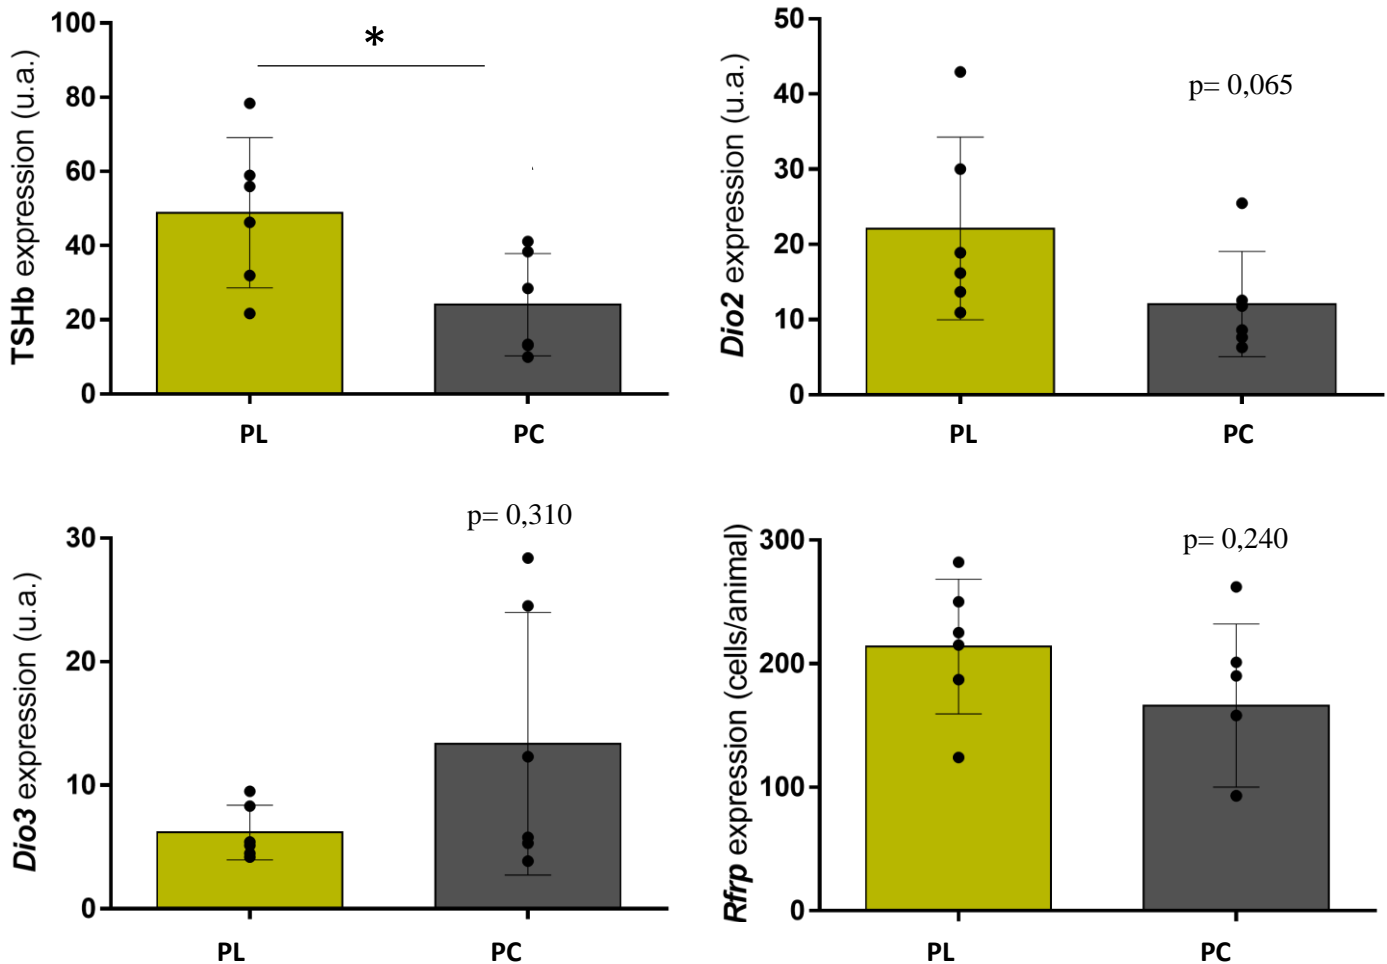 TSHb expression (u.a.)
100
80
60
40
20
0
*
PL
PC
Dio2 expression (u.a.)
50
40
30
20
10
0
p= 0,065
PL
PC
Dio3 expression (u.a.)
30
20
10
0
p= 0,310
PL
PC
Rfrp expression (cells/animal)
300
200
100
0
p= 0,240
PL
PC